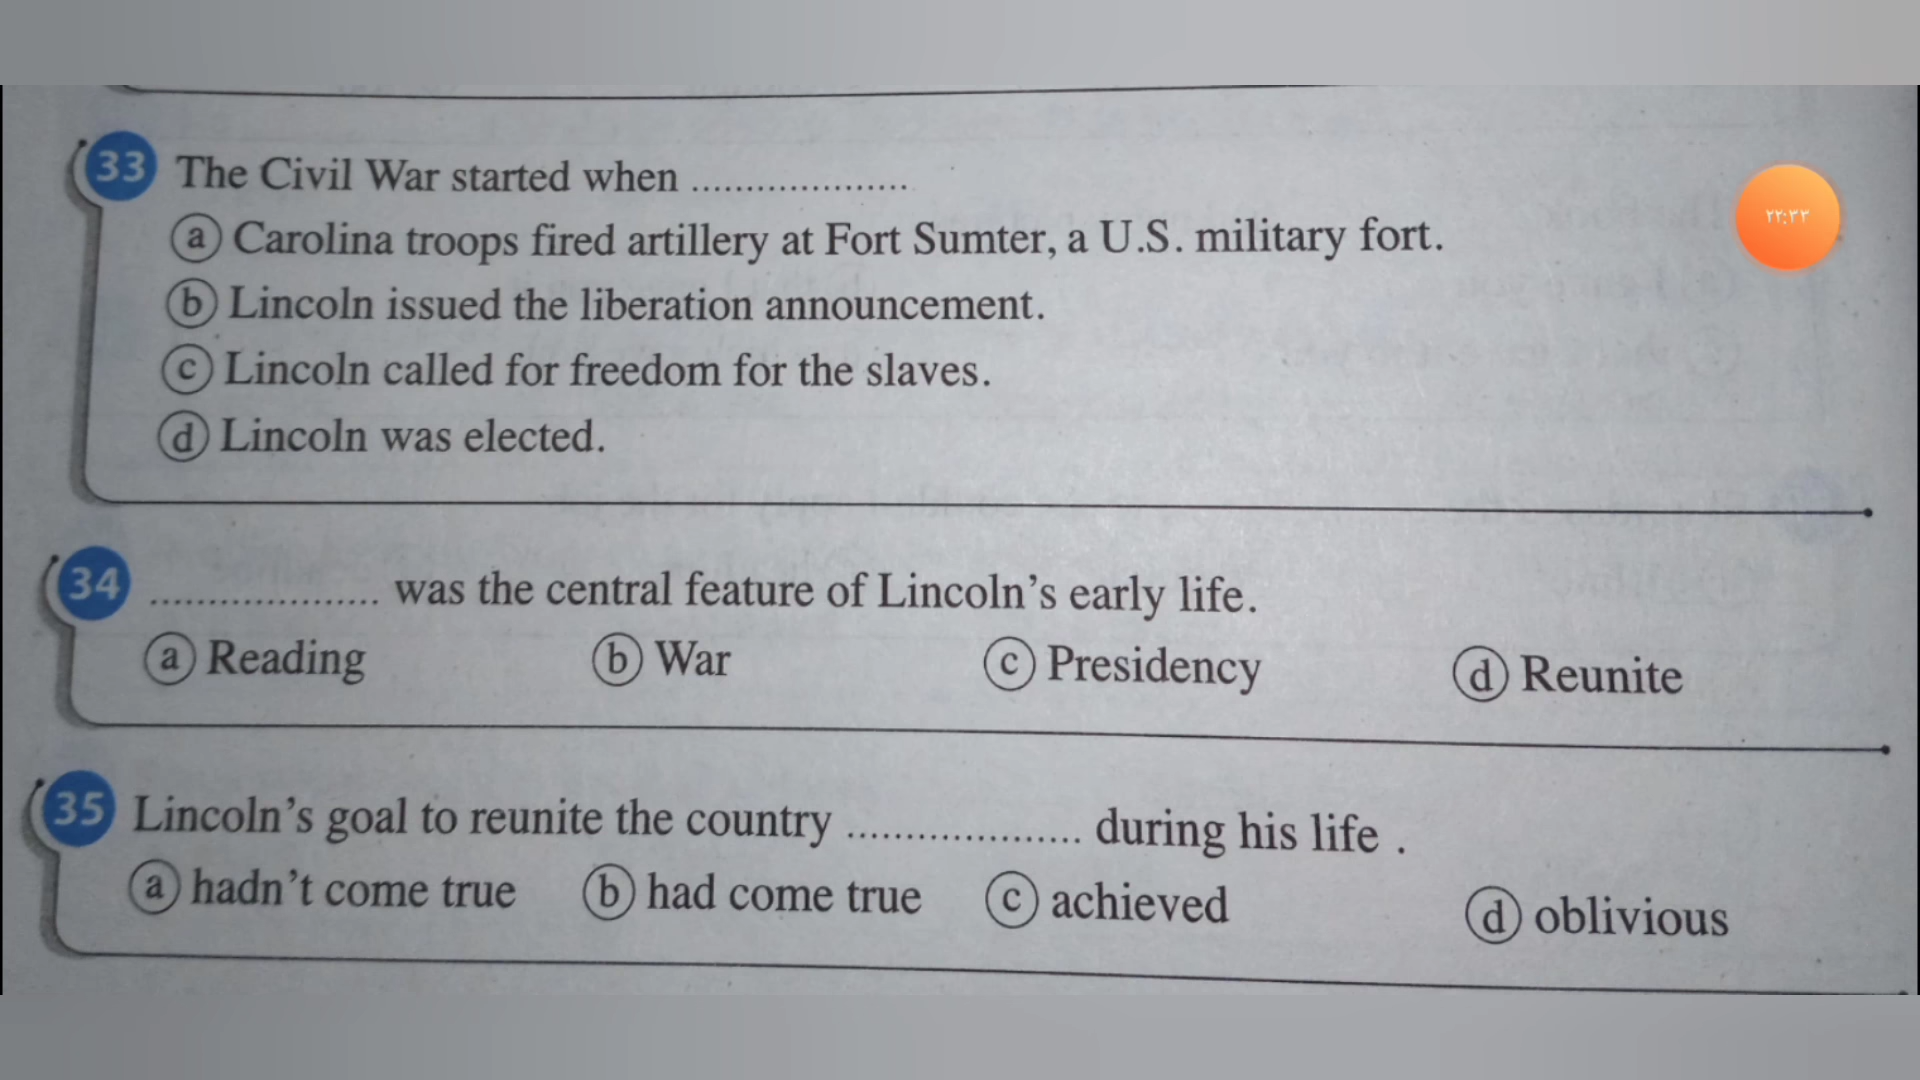 33 The Civil War started when ....................
a Carolina troops fired artillery at Fort Sumter, a U.S. military fort.
٢٢:٣٣
b Lincoln issued the liberation announcement.
c Lincoln called for freedom for the slaves.
d Lincoln was elected.
34 .................... was the central feature of Lincoln's early life.
a Reading b War c Presidency d Reunite
35 Lincoln's goal to reunite the country .................... during his life .
a hadn't come true b had come true c achieved d oblivious